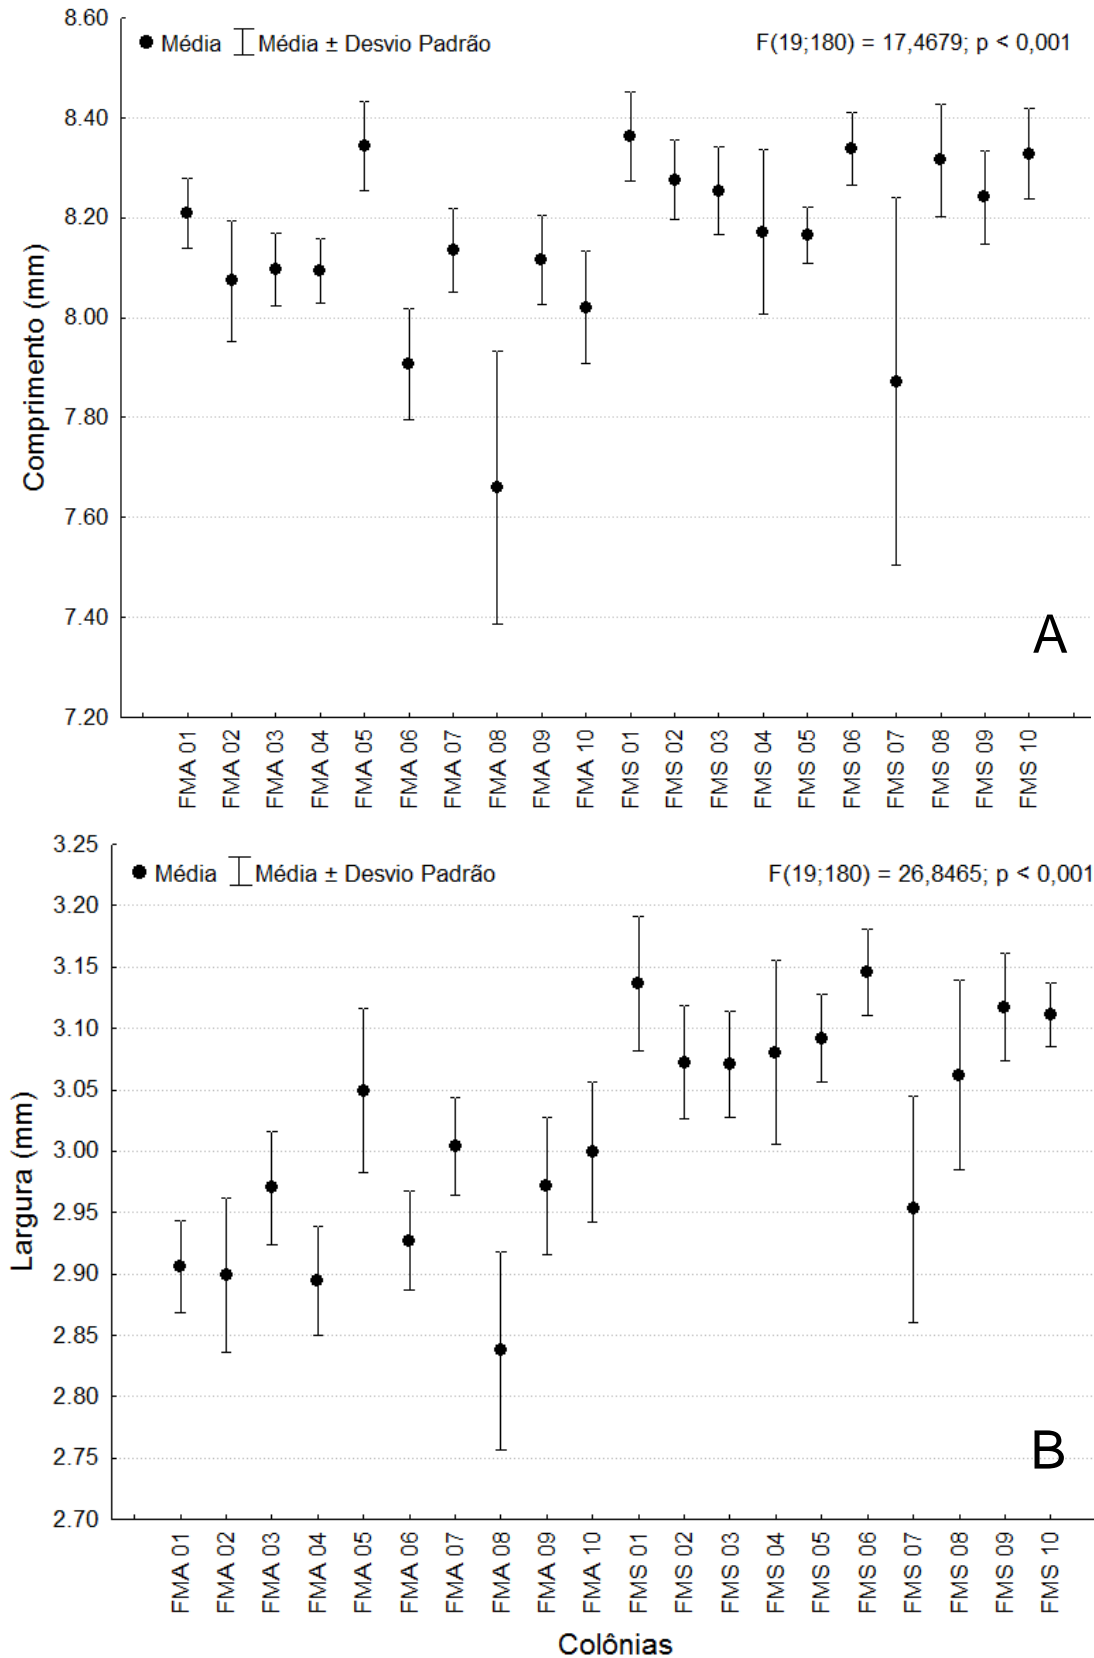 8.60
Média Média ± Desvio Padrão F(19;180) = 17,4679; p < 0,001
8.40
8.20
8.00
7.80
7.60
7.40
7.20
Comprimento (mm)
A
FMA 01
FMA 02
FMA 03
FMA 04
FMA 05
FMA 06
FMA 07
FMA 08
FMA 09
FMA 10
FMS 01
FMS 02
FMS 03
FMS 04
FMS 05
FMS 06
FMS 07
FMS 08
FMS 09
FMS 10
3.25
Média Média ± Desvio Padrão F(19;180) = 26,8465; p < 0,001
3.20
3.15
3.10
3.05
3.00
2.95
2.90
2.85
2.80
2.75
2.70
Largura (mm)
B
FMA 01
FMA 02
FMA 03
FMA 04
FMA 05
FMA 06
FMA 07
FMA 08
FMA 09
FMA 10
FMS 01
FMS 02
FMS 03
FMS 04
FMS 05
FMS 06
FMS 07
FMS 08
FMS 09
FMS 10
Colônias